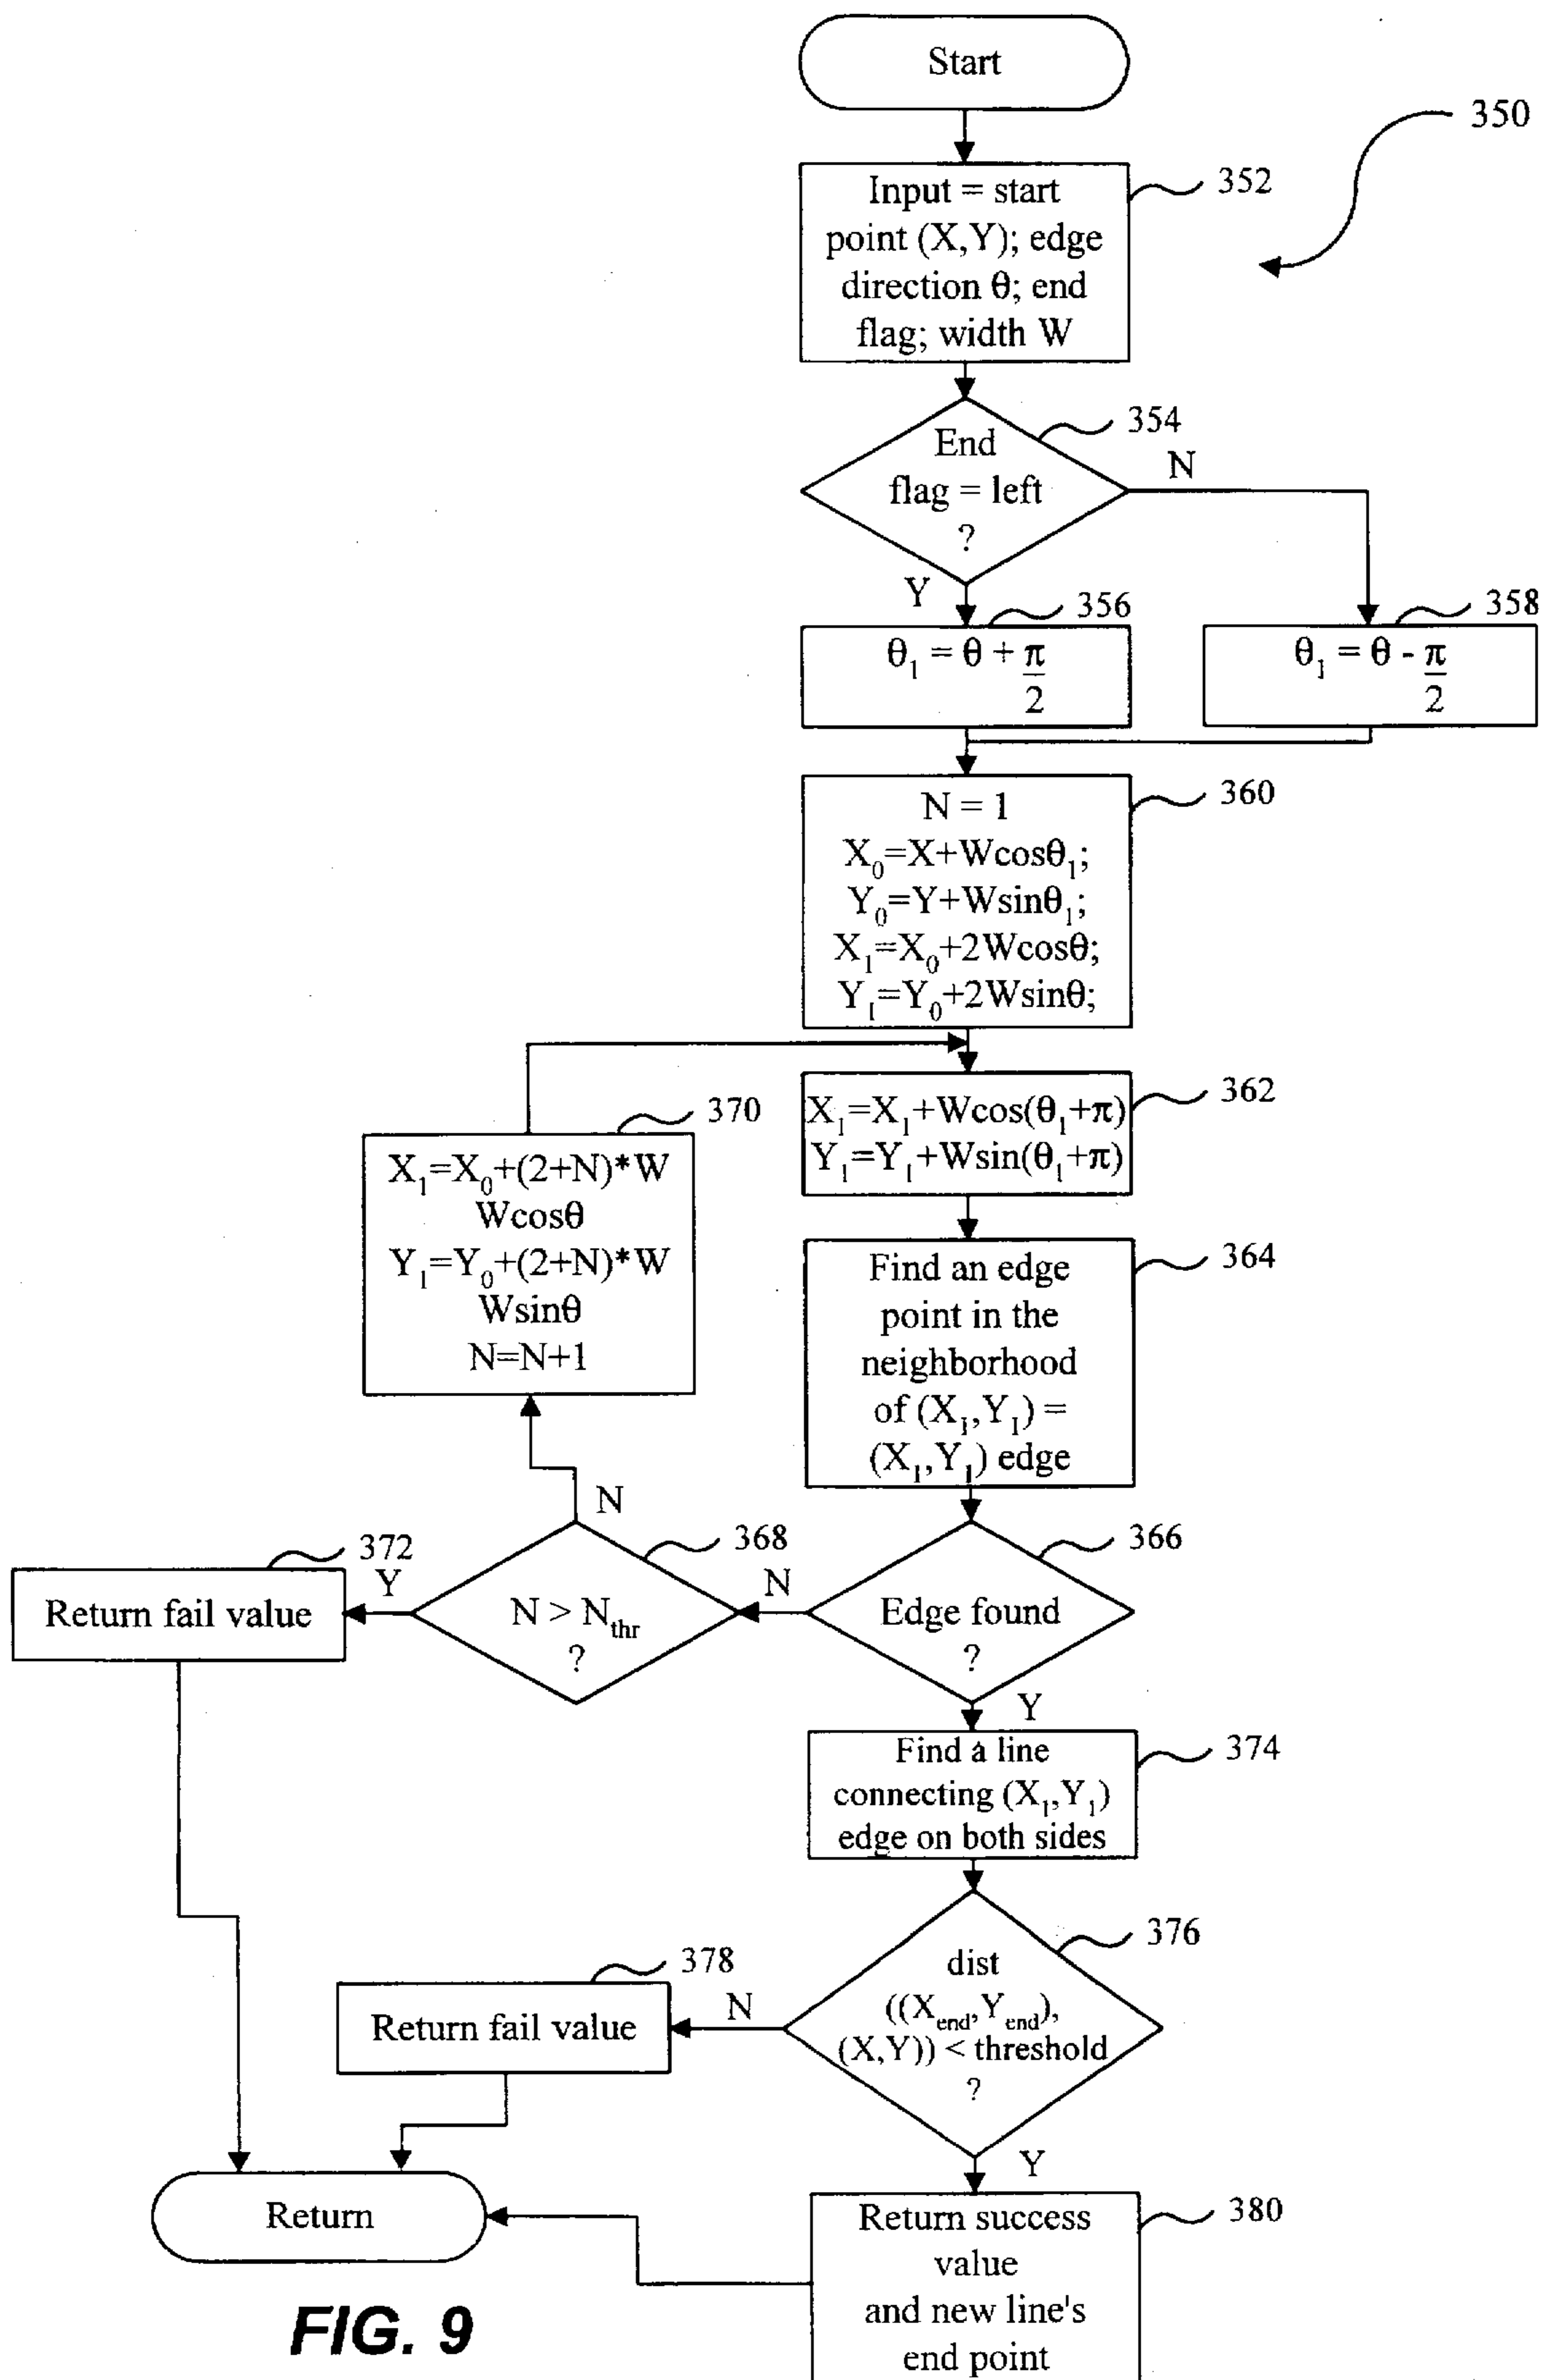 Start
350
352
Input = start
point (X,Y); edge
direction θ; end
flag; width W
354
End
flag = left
?
N
Y
356
θ₁ = θ + π/2
358
θ₁ = θ - π/2
360
N = 1
X₀=X+Wcosθ₁;
Y₀=Y+Wsinθ₁;
X₁=X₀+2Wcosθ;
Y₁=Y₀+2Wsinθ;
362
X₁=X₁+Wcos(θ₁+π)
Y₁=Y₁+Wsin(θ₁+π)
370
X₁=X₀+(2+N)*W
Wcosθ
Y₁=Y₀+(2+N)*W
Wsinθ
N=N+1
364
Find an edge
point in the
neighborhood
of (X₁,Y₁) =
(X₁,Y₁) edge
N
372
Return fail value
Y
368
N > Nthr
?
N
366
Edge found
?
Y
374
Find a line
connecting (X₁,Y₁)
edge on both sides
376
dist
((Xend,Yend),
(X,Y)) < threshold
?
378
Return fail value
N
Y
Return
380
Return success
value
and new line's
end point
FIG. 9